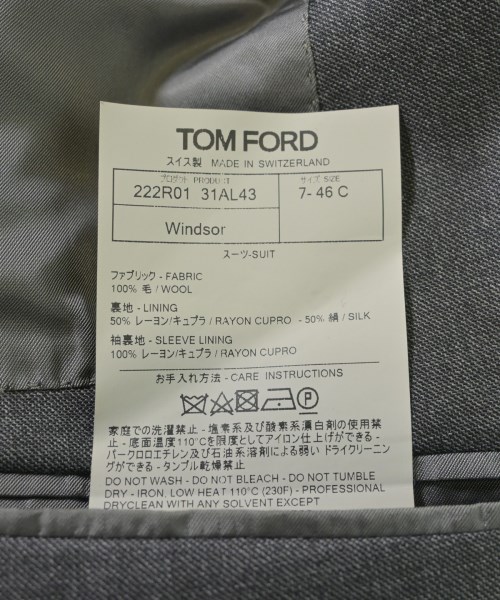 TOM FORD
スイス製 MADE IN SWITZERLAND
プロダクト PRODUKT サイズ SIZE
222R01 31AL43 7- 46 C
Windsor
スーツ-SUIT
ファブリック - FABRIC
100% 毛 / WOOL
裏地 - LINING
50% レーヨン/キュプラ / RAYON CUPRO - 50% 絹 / SILK
袖裏地 - SLEEVE LINING
100% レーヨン/キュプラ / RAYON CUPRO
お手入れ方法 - CARE INSTRUCTIONS
P
家庭での洗濯禁止 - 塩素系及び酸素系漂白剤の使用禁
止 - 底面温度110°Cを限度としてアイロン仕上げができる -
パークロロエチレン及び石油系溶剤による弱い ドライクリーニン
グができる - タンブル乾燥禁止
DO NOT WASH - DO NOT BLEACH - DO NOT TUMBLE
DRY - IRON, LOW HEAT 110°C (230F) - PROFESSIONAL
DRYCLEAN WITH ANY SOLVENT EXCEPT